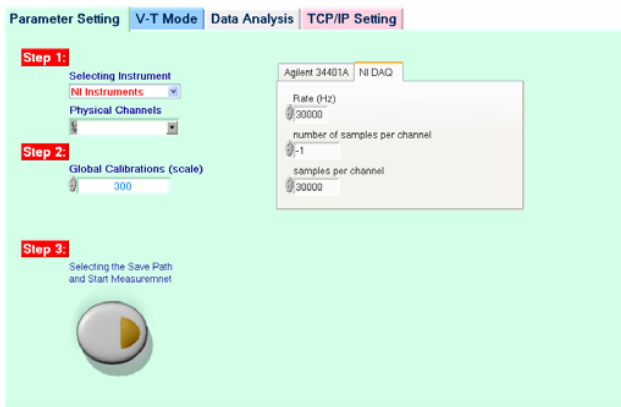 Parameter Setting V-T Mode Data Analysis TCP/IP Setting
Step 1:
Selecting Instrument
NI Instruments
Physical Channels
Step 2:
Global Calibrations (scale)
300
Agilent 34401A NI DAQ
Rate (Hz)
30000
number of samples per channel
-1
samples per channel
30000
Step 3:
Selecting the Save Path
and Start Measuremnet